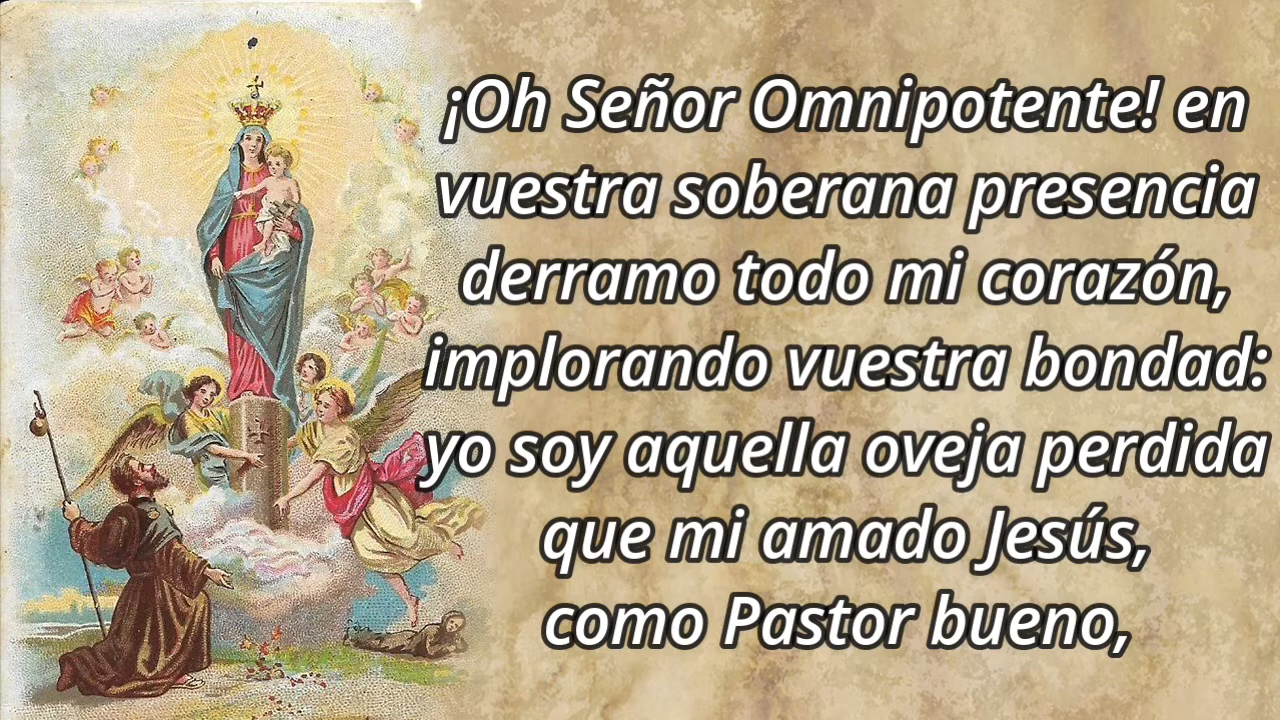 ¡Oh Señor Omnipotente! en
vuestra soberana presencia
derramo todo mi corazón,
implorando vuestra bondad:
yo soy aquella oveja perdida
que mi amado Jesús,
como Pastor bueno,